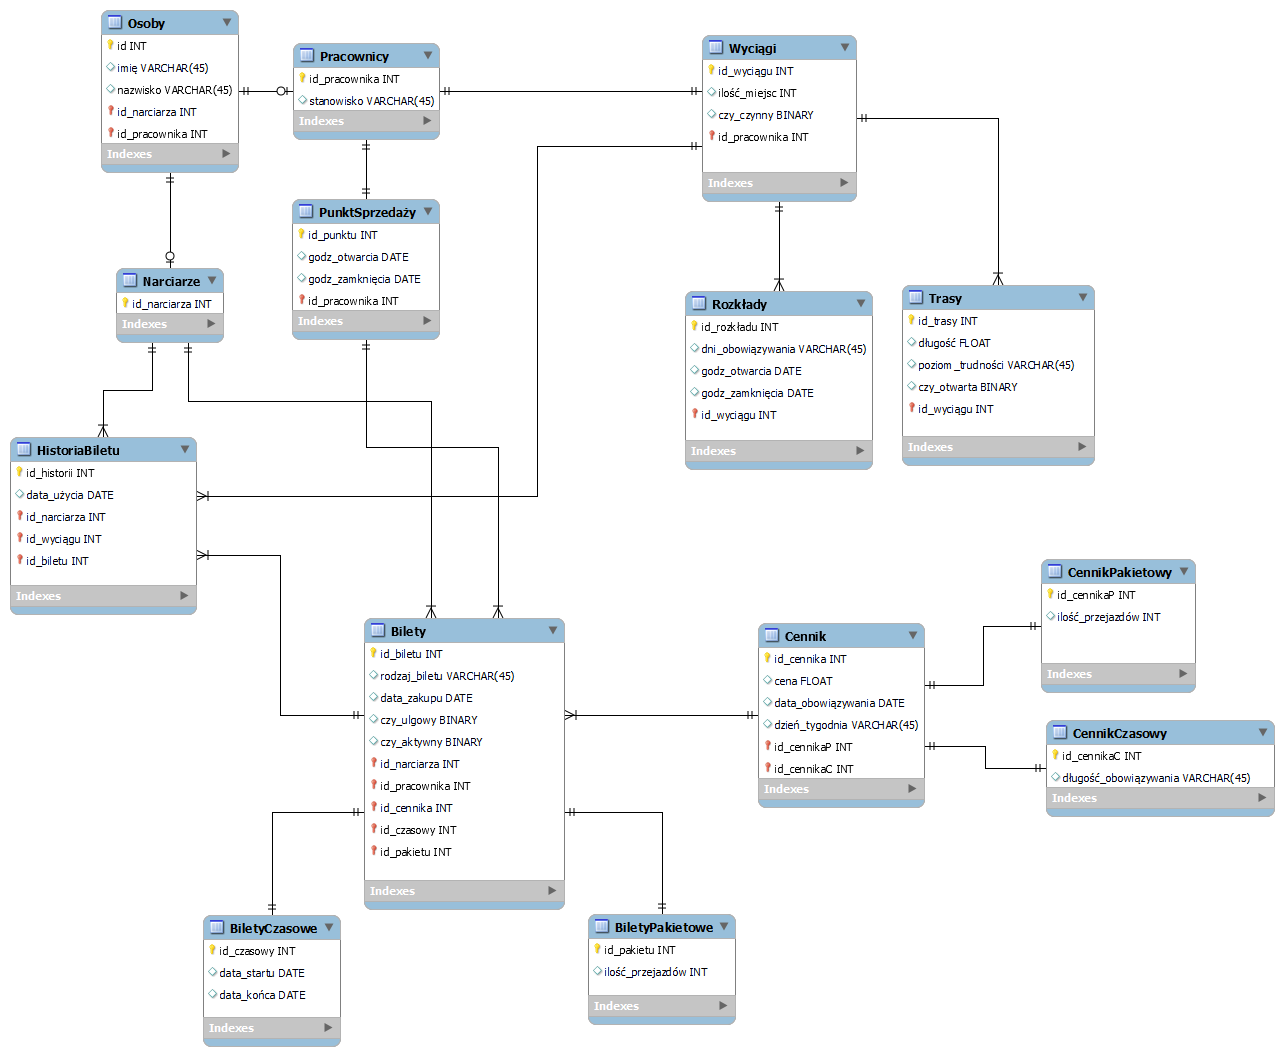 Osoby
id INT
imię VARCHAR(45)
nazwisko VARCHAR(45)
id_narciarza INT
id_pracownika INT
Indexes
Pracownicy
id_pracownika INT
stanowisko VARCHAR(45)
Indexes
Wyciągi
id_wyciągu INT
ilość_miejsc INT
czy_czynny BINARY
id_pracownika INT
Indexes
PunktSprzedaży
id_punktu INT
godz_otwarcia DATE
godz_zamknięcia DATE
id_pracownika INT
Indexes
Narciarze
id_narciarza INT
Indexes
Rozkłady
id_rozkładu INT
dni_obowiązywania VARCHAR(45)
godz_otwarcia DATE
godz_zamknięcia DATE
id_wyciągu INT
Indexes
Trasy
id_trasy INT
długość FLOAT
poziom_trudności VARCHAR(45)
czy_otwarta BINARY
id_wyciągu INT
Indexes
HistoriaBiletu
id_historii INT
data_użycia DATE
id_narciarza INT
id_wyciągu INT
id_biletu INT
Indexes
Bilety
id_biletu INT
rodzaj_biletu VARCHAR(45)
data_zakupu DATE
czy_ulgowy BINARY
czy_aktywny BINARY
id_narciarza INT
id_pracownika INT
id_cennika INT
id_czasowy INT
id_pakietu INT
Indexes
Cennik
id_cennika INT
cena FLOAT
data_obowiązywania DATE
dzień_tygodnia VARCHAR(45)
id_cennikaP INT
id_cennikaC INT
Indexes
CennikPakietowy
id_cennikaP INT
ilość_przejazdów INT
Indexes
CennikCzasowy
id_cennikaC INT
długość_obowiązywania VARCHAR(45)
Indexes
BiletyCzasowe
id_czasowy INT
data_startu DATE
data_końca DATE
Indexes
BiletyPakietowe
id_pakietu INT
ilość_przejazdów INT
Indexes